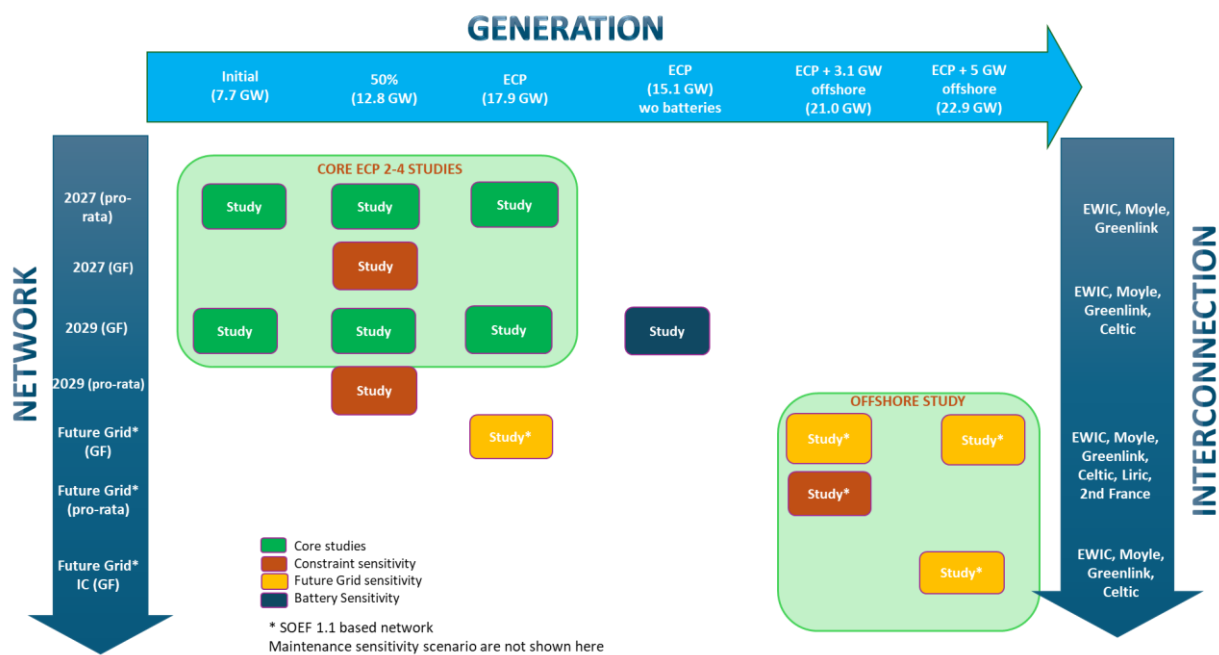 GENERATION
Initial
(7.7 GW)
50%
(12.8 GW)
ECP
(17.9 GW)
ECP
(15.1 GW)
wo batteries
ECP + 3.1 GW
offshore
(21.0 GW)
ECP + 5 GW
offshore
(22.9 GW)
NETWORK
2027 (pro-
rata)
2027 (GF)
2029 (GF)
2029 (pro-rata)
Future Grid*
(GF)
Future Grid*
(pro-rata)
Future Grid*
IC (GF)
CORE ECP 2-4 STUDIES
Study
Study
Study
Study
Study
Study
Study
Study
Study
Study*
OFFSHORE STUDY
Study*
Study*
Study*
Study*
INTERCONNECTION
EWIC, Moyle,
Greenlink
EWIC, Moyle,
Greenlink,
Celtic
EWIC, Moyle,
Greenlink,
Celtic, Liric,
2nd France
EWIC, Moyle,
Greenlink,
Celtic
Core studies
Constraint sensitivity
Future Grid sensitivity
Battery Sensitivity
* SOEF 1.1 based network
Maintenance sensitivity scenario are not shown here